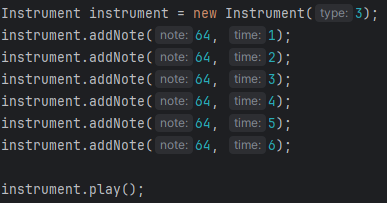 Instrument instrument = new Instrument( type: 3);
instrument.addNote( note: 64, time: 1);
instrument.addNote( note: 64, time: 2);
instrument.addNote( note: 64, time: 3);
instrument.addNote( note: 64, time: 4);
instrument.addNote( note: 64, time: 5);
instrument.addNote( note: 64, time: 6);
instrument.play();